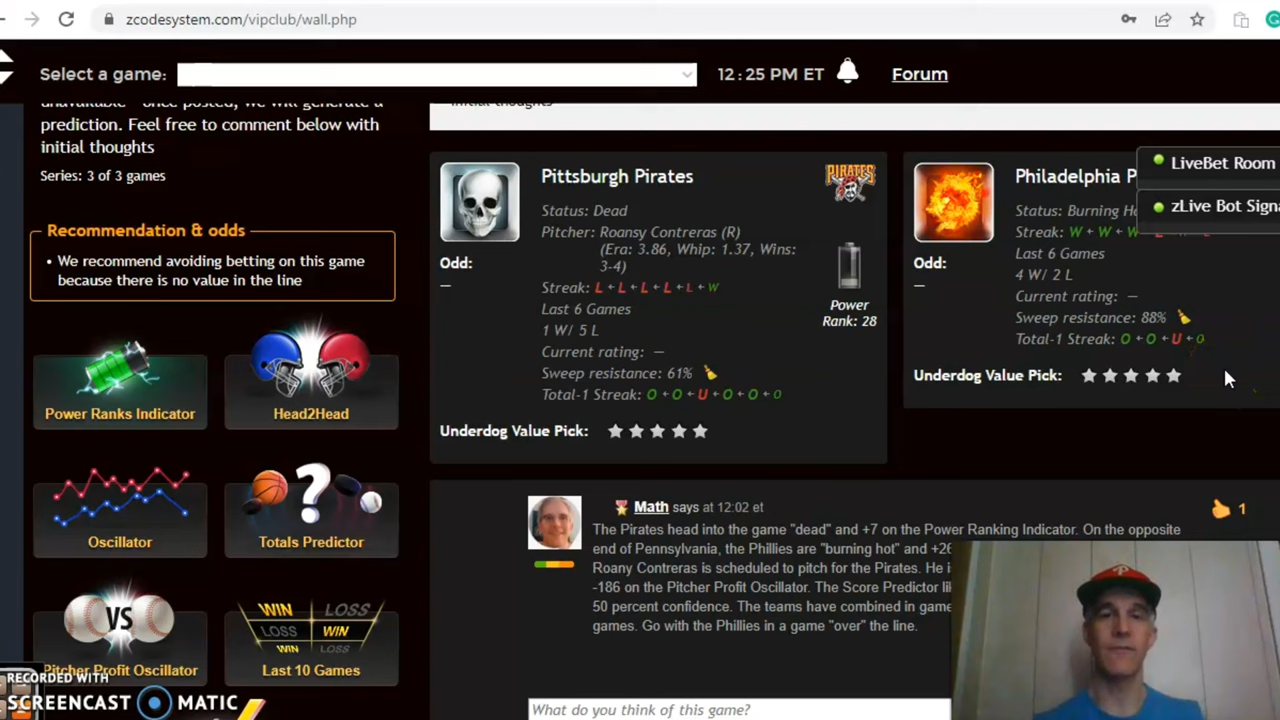 zcodesystem.com/vipclub/wall.php
Select a game:
12:25 PM ET
Forum
unavailable - once posted, we will generate a
prediction. Feel free to comment below with
initial thoughts
Series: 3 of 3 games
Recommendation & odds
• We recommend avoiding betting on this game
because there is no value in the line
Power Ranks Indicator
Head2Head
Oscillator
Totals Predictor
VS
Pitcher Profit Oscillator
WIN LOSS
LOSS WIN
WIN LOSS
Last 10 Games
initial thoughts
Pittsburgh Pirates
PIRATES
Status: Dead
Pitcher: Roansy Contreras (R)
(Era: 3.86, Whip: 1.37, Wins:
3-4)
Odd:
—
Streak: L ← L ← L ← L ← L ← W
Last 6 Games
1 W/ 5 L
Current rating: —
Sweep resistance: 61%
Total-1 Streak: O ← O ← U ← O ← O ← O
Power
Rank: 28
Underdog Value Pick:
Philadelphia P
Status: Burning H
Streak: W ← W ← W
Odd:
—
Last 6 Games
4 W/ 2 L
Current rating: —
Sweep resistance: 88%
Total-1 Streak: O ← O ← U ← O
Underdog Value Pick:
LiveBet Room
zLive Bot Signa
Math says at 12:02 et
1
The Pirates head into the game "dead" and +7 on the Power Ranking Indicator. On the opposite
end of Pennsylvania, the Phillies are "burning hot" and +26
Roany Contreras is scheduled to pitch for the Pirates. He i
-186 on the Pitcher Profit Oscillator. The Score Predictor li
50 percent confidence. The teams have combined in game
games. Go with the Phillies in a game "over" the line.
What do you think of this game?
P
RECORDED WITH
SCREENCAST MATIC